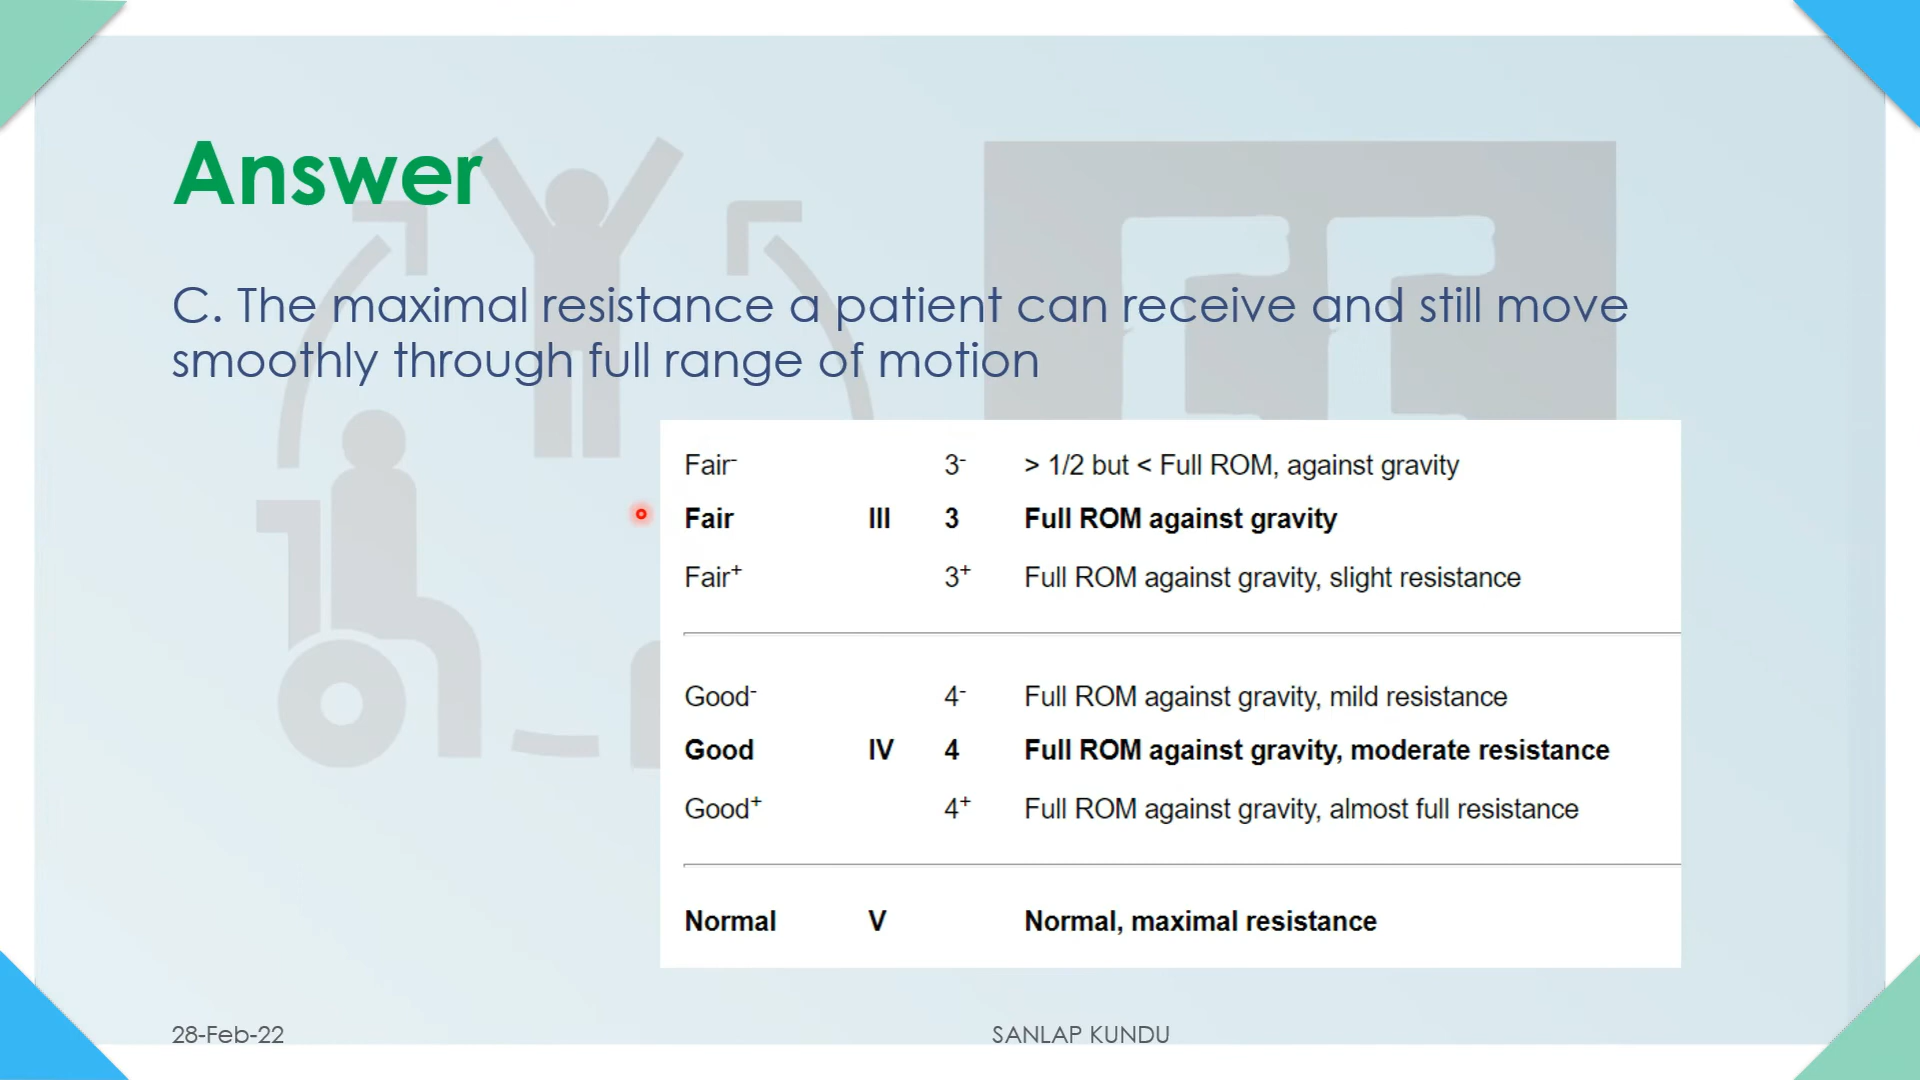 Answer
C. The maximal resistance a patient can receive and still move
smoothly through full range of motion
Fair⁻ 3⁻ > 1/2 but < Full ROM, against gravity
Fair III 3 Full ROM against gravity
Fair⁺ 3⁺ Full ROM against gravity, slight resistance
Good⁻ 4⁻ Full ROM against gravity, mild resistance
Good IV 4 Full ROM against gravity, moderate resistance
Good⁺ 4⁺ Full ROM against gravity, almost full resistance
Normal V Normal, maximal resistance
28-Feb-22 SANLAP KUNDU